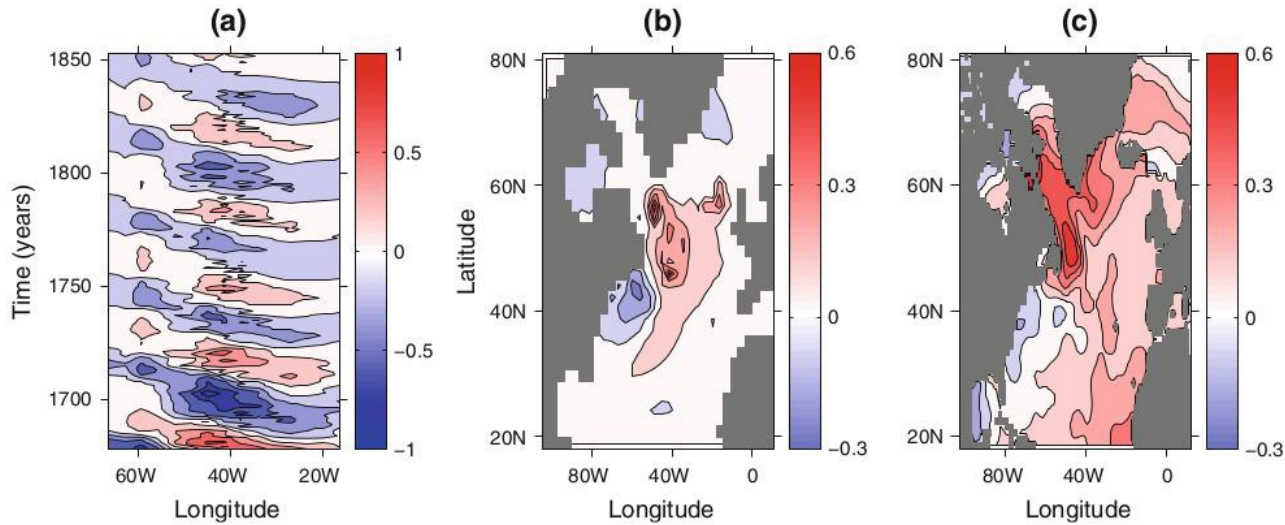 (a)
(b)
(c)
1850
1800
1750
1700
Time (years)
60W 40W 20W
Longitude
1
0.5
0
−0.5
−1
80N
60N
40N
20N
Latitude
80W 40W 0
Longitude
0.6
0.3
0
−0.3
80N
60N
40N
20N
80W 40W 0
Longitude
0.6
0.3
0
−0.3